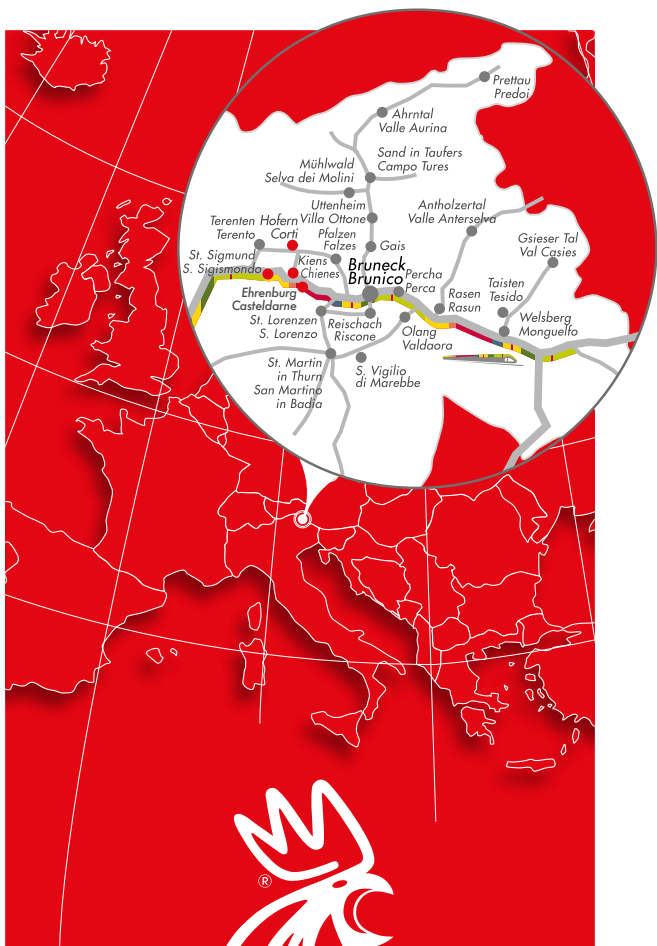 Prettau
Predoi
Ahrntal
Valle Aurina
Sand in Taufers
Campo Tures
Mühlwald
Selva dei Molini
Uttenheim
Villa Ottone
Antholzertal
Valle Anterselva
Terenten
Terento
Hofern
Corti
Pfalzen
Falzes
Gais
Gsieser Tal
Val Casies
St. Sigmund
S. Sigismondo
Kiens
Chienes
Bruneck
Brunico
Percha
Perca
Ehrenburg
Casteldarne
Rasen
Rasun
Taisten
Tesido
St. Lorenzen
S. Lorenzo
Reischach
Riscone
Olang
Valdaora
Welsberg
Monguelfo
St. Martin
in Thurn
San Martino
in Badia
S. Vigilio
di Marebbe
®